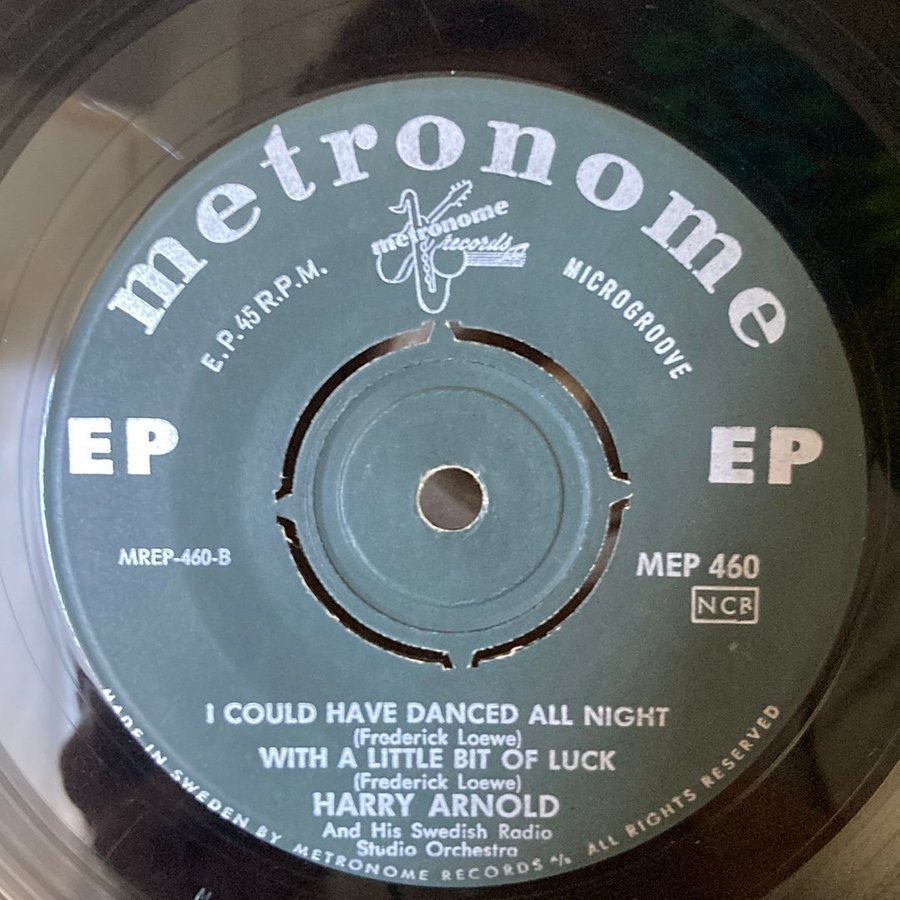 metronome
metronome
records
E.P. 45 R.P.M.
MICROGROOVE
EP
EP
MREP-460-B
MEP 460
NCB
I COULD HAVE DANCED ALL NIGHT
(Frederick Loewe)
WITH A LITTLE BIT OF LUCK
(Frederick Loewe)
HARRY ARNOLD
And His Swedish Radio
Studio Orchestra
MADE IN SWEDEN BY METRONOME RECORDS A/B ALL RIGHTS RESERVED